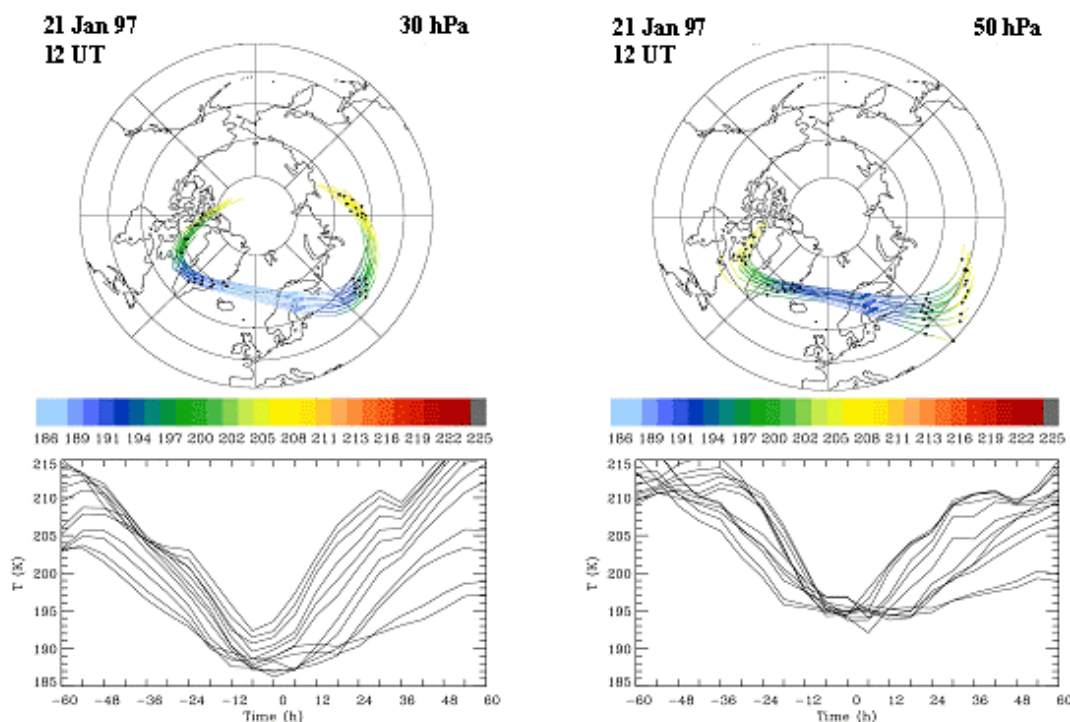 21 Jan 97 30 hPa
12 UT
186 189 191 194 197 200 202 205 208 211 213 216 219 222 225
215
210
205
200
195
190
185
T (K)
-60 -48 -36 -24 -12 0 12 24 36 48 60
Time (h)
21 Jan 97 50 hPa
12 UT
186 189 191 194 197 200 202 205 208 211 213 216 219 222 225
215
210
205
200
195
190
185
T (K)
-60 -48 -36 -24 -12 0 12 24 36 48 60
Time (h)